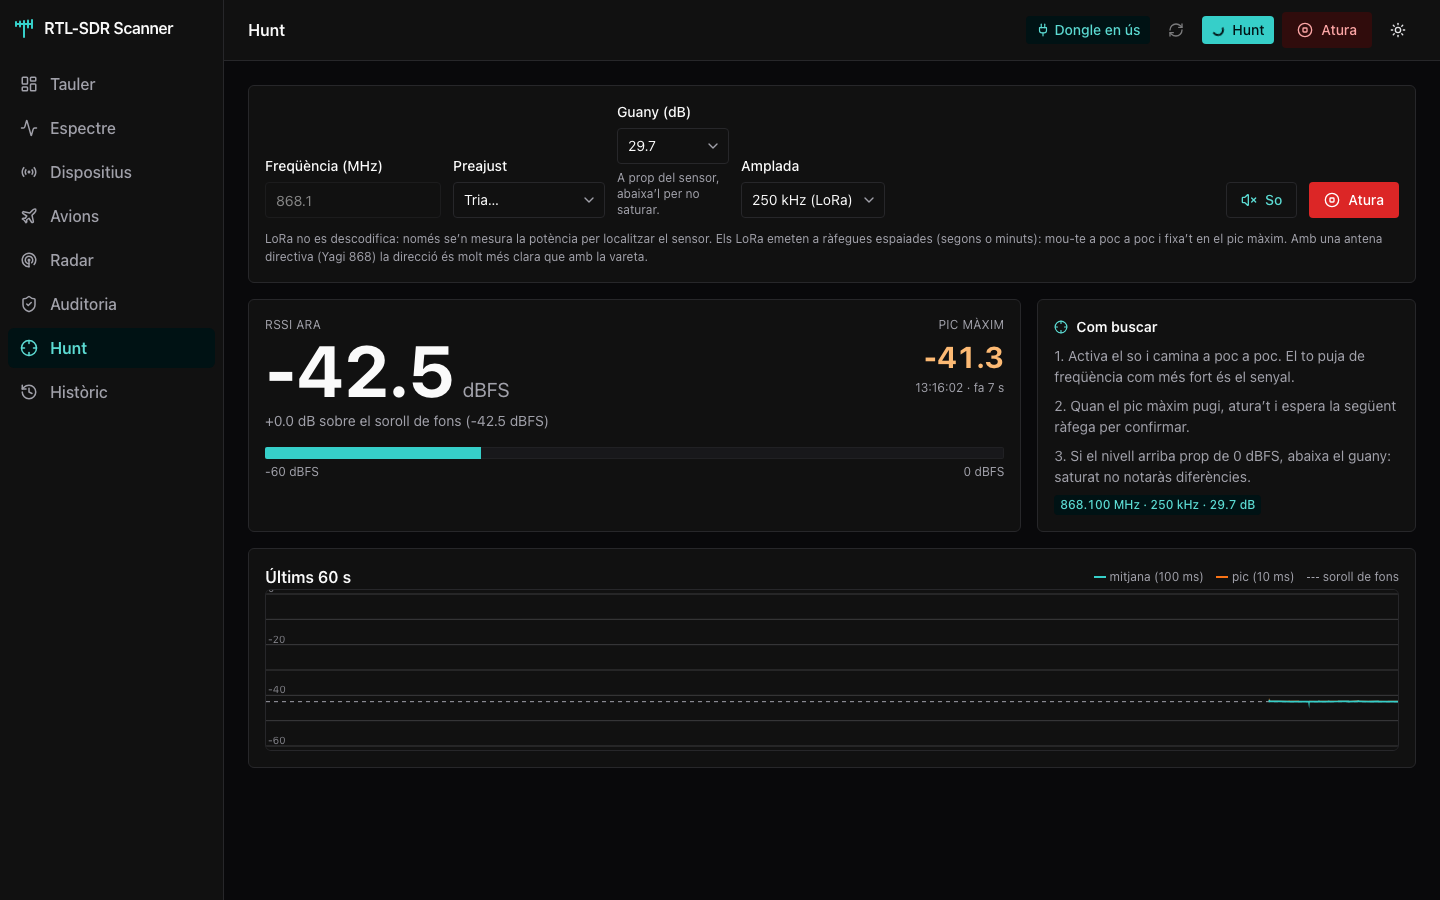 RTL-SDR Scanner
Tauler
Espectre
Dispositius
Avions
Radar
Auditoria
Hunt
Històric
Hunt
Dongle en ús
Hunt
Atura
Freqüència (MHz)
868.1
Preajust
Tria…
Guany (dB)
29.7
A prop del sensor,
abaixa'l per no
saturar.
Amplada
250 kHz (LoRa)
So
Atura
LoRa no es descodifica: només se'n mesura la potència per localitzar el sensor. Els LoRa emeten a ràfegues espaiades (segons o minuts): mou-te a poc a poc i fixa't en el pic màxim. Amb una antena
directiva (Yagi 868) la direcció és molt més clara que amb la vareta.
RSSI ARA
-42.5 dBFS
+0.0 dB sobre el soroll de fons (-42.5 dBFS)
PIC MÀXIM
-41.3
13:16:02 · fa 7 s
-60 dBFS
0 dBFS
Com buscar
1. Activa el so i camina a poc a poc. El to puja de
freqüència com més fort és el senyal.
2. Quan el pic màxim pugi, atura't i espera la següent
ràfega per confirmar.
3. Si el nivell arriba prop de 0 dBFS, abaixa el guany:
saturat no notaràs diferències.
868.100 MHz · 250 kHz · 29.7 dB
Últims 60 s
mitjana (100 ms)
pic (10 ms)
--- soroll de fons
-20
-40
-60